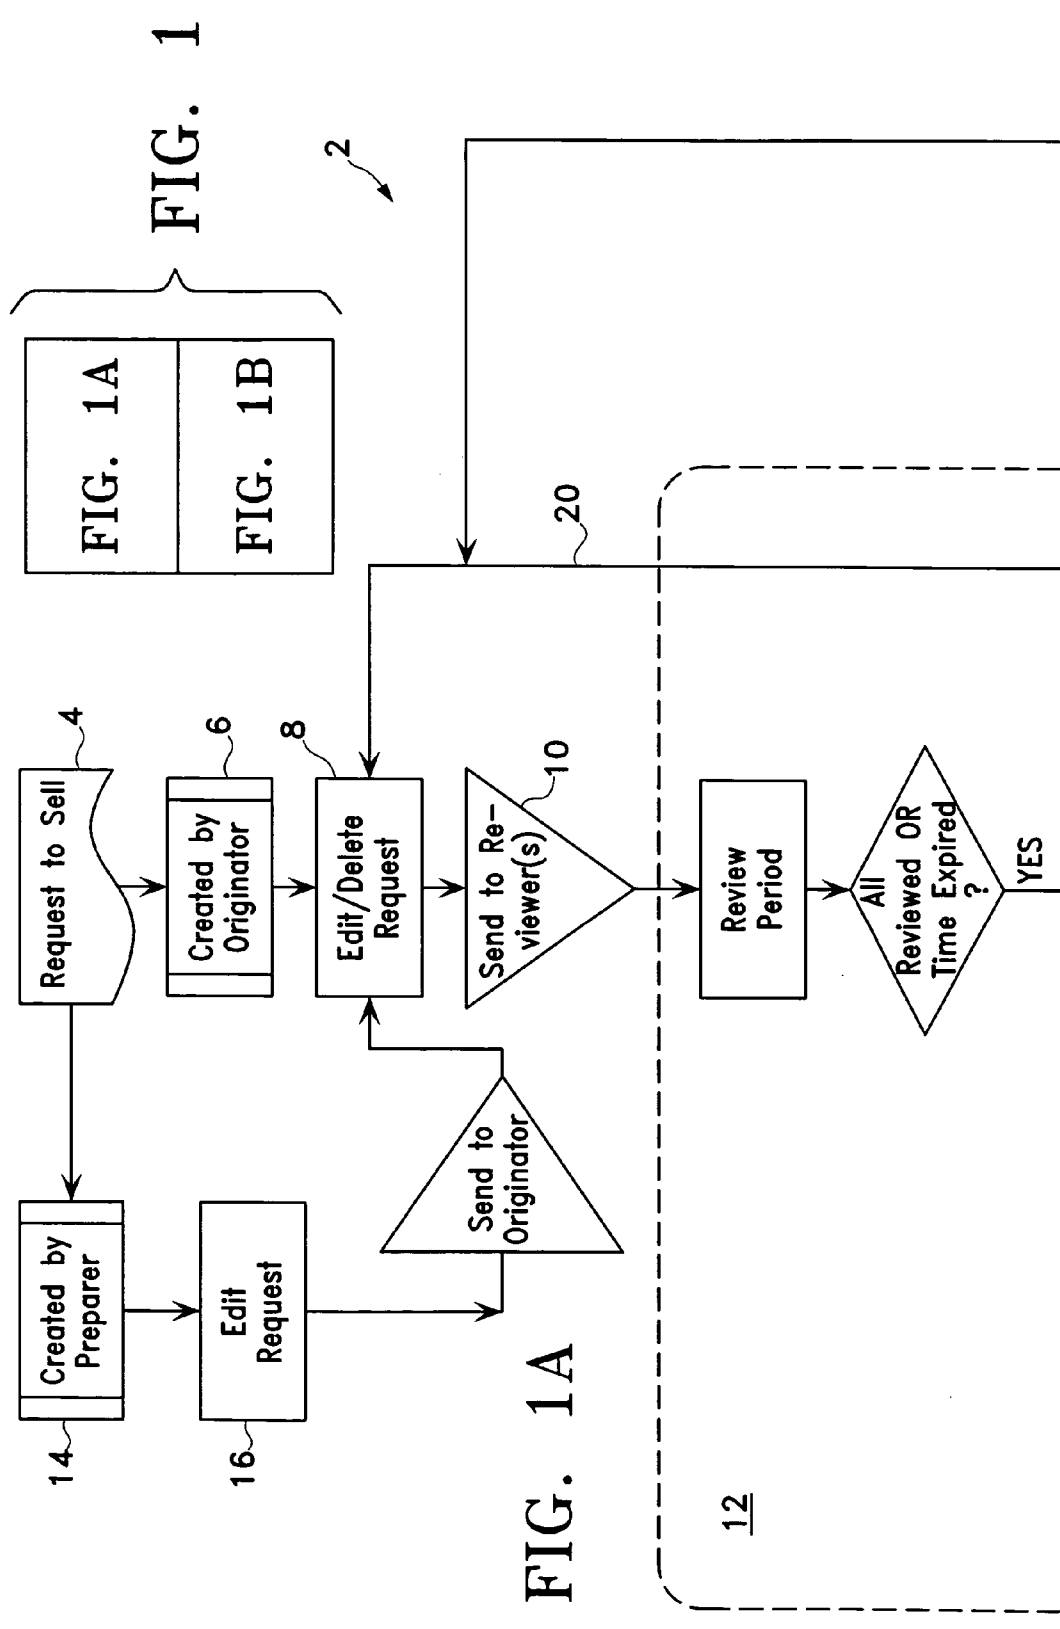 FIG. 1
FIG. 1A
FIG. 1B
2
Request to Sell
4
Created by
Originator
6
Edit/Delete
Request
8
Send to Re-
viewer(s)
10
20
Created by
Preparer
14
Edit
Request
16
Send to
Originator
FIG. 1A
12
Review
Period
All
Reviewed OR
Time Expired
?
YES